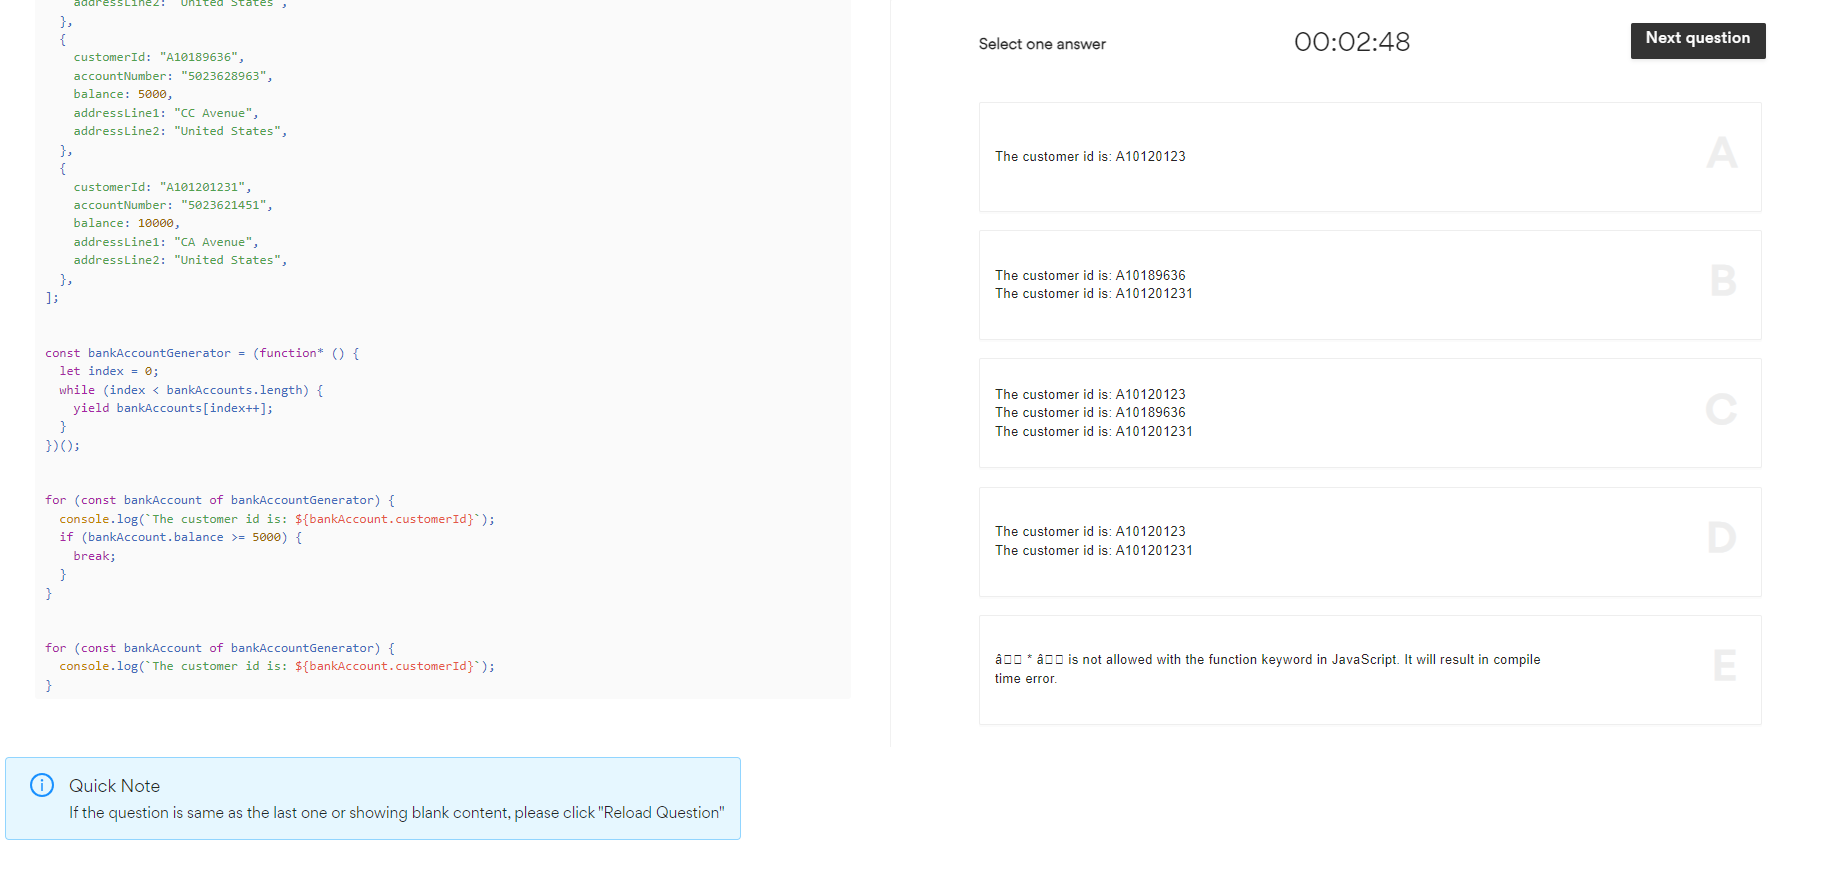 addressLine2: "United States",
},
{
customerId: "A10189636",
accountNumber: "5023628963",
balance: 5000,
addressLine1: "CC Avenue",
addressLine2: "United States",
},
{
customerId: "A101201231",
accountNumber: "5023621451",
balance: 10000,
addressLine1: "CA Avenue",
addressLine2: "United States",
},
];
const bankAccountGenerator = (function* () {
let index = 0;
while (index < bankAccounts.length) {
yield bankAccounts[index++];
}
})();
for (const bankAccount of bankAccountGenerator) {
console.log(`The customer id is: ${bankAccount.customerId}`);
if (bankAccount.balance >= 5000) {
break;
}
}
for (const bankAccount of bankAccountGenerator) {
console.log(`The customer id is: ${bankAccount.customerId}`);
}
Quick Note
If the question is same as the last one or showing blank content, please click "Reload Question"
Select one answer
00:02:48
Next question
The customer id is: A10120123
A
The customer id is: A10189636
The customer id is: A101201231
B
The customer id is: A10120123
The customer id is: A10189636
The customer id is: A101201231
C
The customer id is: A10120123
The customer id is: A101201231
D
â□□ * â□□ is not allowed with the function keyword in JavaScript. It will result in compile
time error.
E